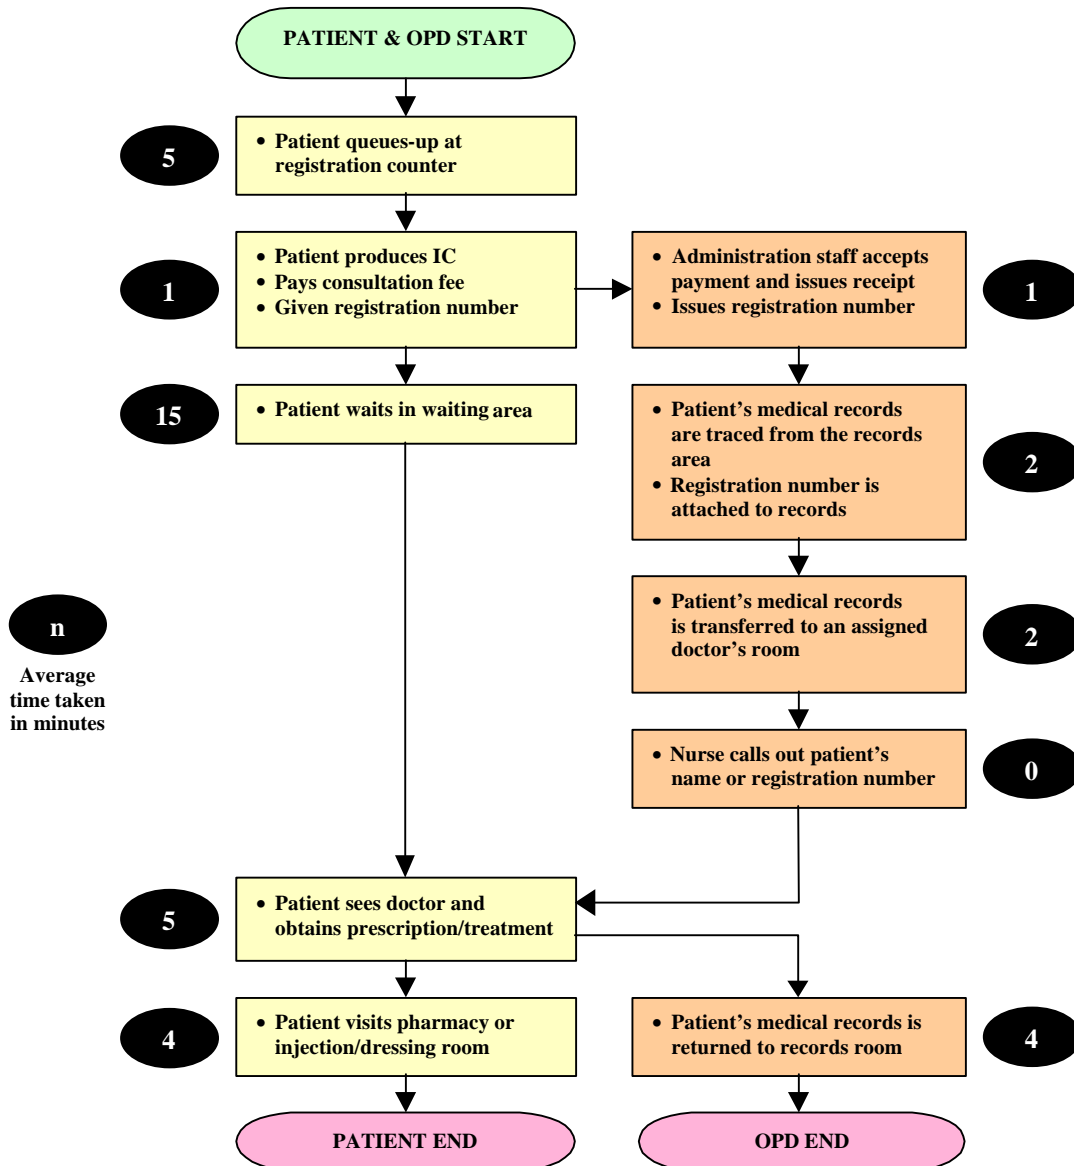 PATIENT & OPD START
5
• Patient queues-up at
registration counter
1
• Patient produces IC
• Pays consultation fee
• Given registration number
• Administration staff accepts
payment and issues receipt
• Issues registration number
1
15
• Patient waits in waiting area
• Patient’s medical records
are traced from the records
area
• Registration number is
attached to records
2
n
Average
time taken
in minutes
• Patient’s medical records
is transferred to an assigned
doctor’s room
2
• Nurse calls out patient’s
name or registration number
0
5
• Patient sees doctor and
obtains prescription/treatment
4
• Patient visits pharmacy or
injection/dressing room
• Patient’s medical records is
returned to records room
4
PATIENT END
OPD END